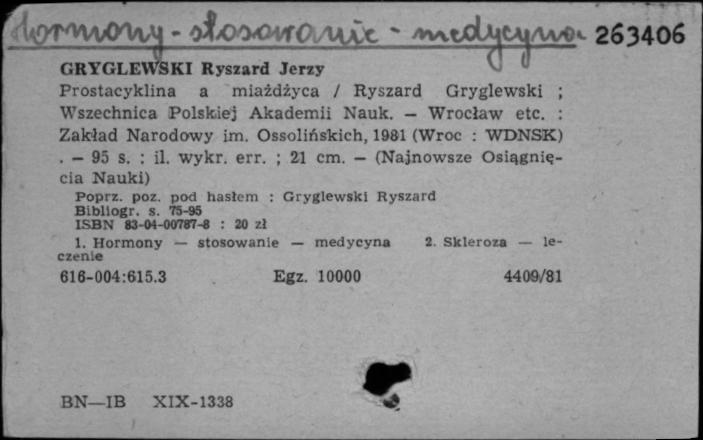 Hormony - stosowanie - medycyna 263406
GRYGLEWSKI Ryszard Jerzy
Prostacyklina a miażdżyca / Ryszard Gryglewski ;
Wszechnica Polskiej Akademii Nauk. — Wrocław etc. :
Zakład Narodowy im. Ossolińskich, 1981 (Wroc : WDNSK)
. — 95 s. : il. wykr. err. ; 21 cm. — (Najnowsze Osiągnię-
cia Nauki)
Poprz. poz. pod hasłem : Gryglewski Ryszard
Bibliogr. s. 75-95
ISBN 83-04-00787-8 : 20 zł
1. Hormony — stosowanie — medycyna 2. Skleroza — le-
czenie
616-004:615.3 Egz. 10000 4409/81
BN—IB XIX-1338